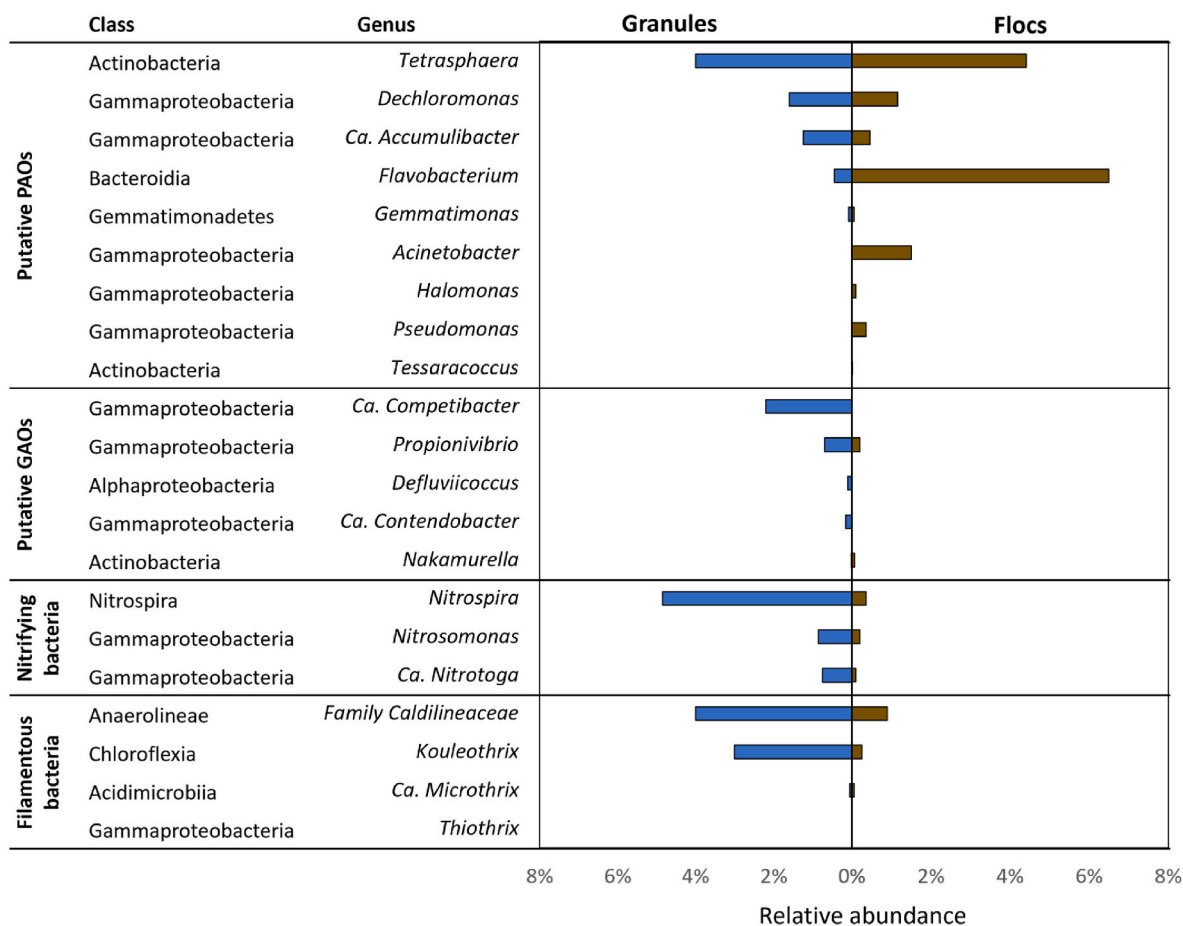 Class Genus Granules Flocs
Putative PAOs
Actinobacteria Tetrasphaera
Gammaproteobacteria Dechloromonas
Gammaproteobacteria Ca. Accumulibacter
Bacteroidia Flavobacterium
Gemmatimonadetes Gemmatimonas
Gammaproteobacteria Acinetobacter
Gammaproteobacteria Halomonas
Gammaproteobacteria Pseudomonas
Actinobacteria Tessaracoccus
Putative GAOs
Gammaproteobacteria Ca. Competibacter
Gammaproteobacteria Propionivibrio
Alphaproteobacteria Defluviicoccus
Gammaproteobacteria Ca. Contendobacter
Actinobacteria Nakamurella
Nitrifying
bacteria
Nitrospira Nitrospira
Gammaproteobacteria Nitrosomonas
Gammaproteobacteria Ca. Nitrotoga
Filamentous
bacteria
Anaerolineae Family Caldilineaceae
Chloroflexia Kouleothrix
Acidimicrobiia Ca. Microthrix
Gammaproteobacteria Thiothrix
8% 6% 4% 2% 0% 2% 4% 6% 8%
Relative abundance